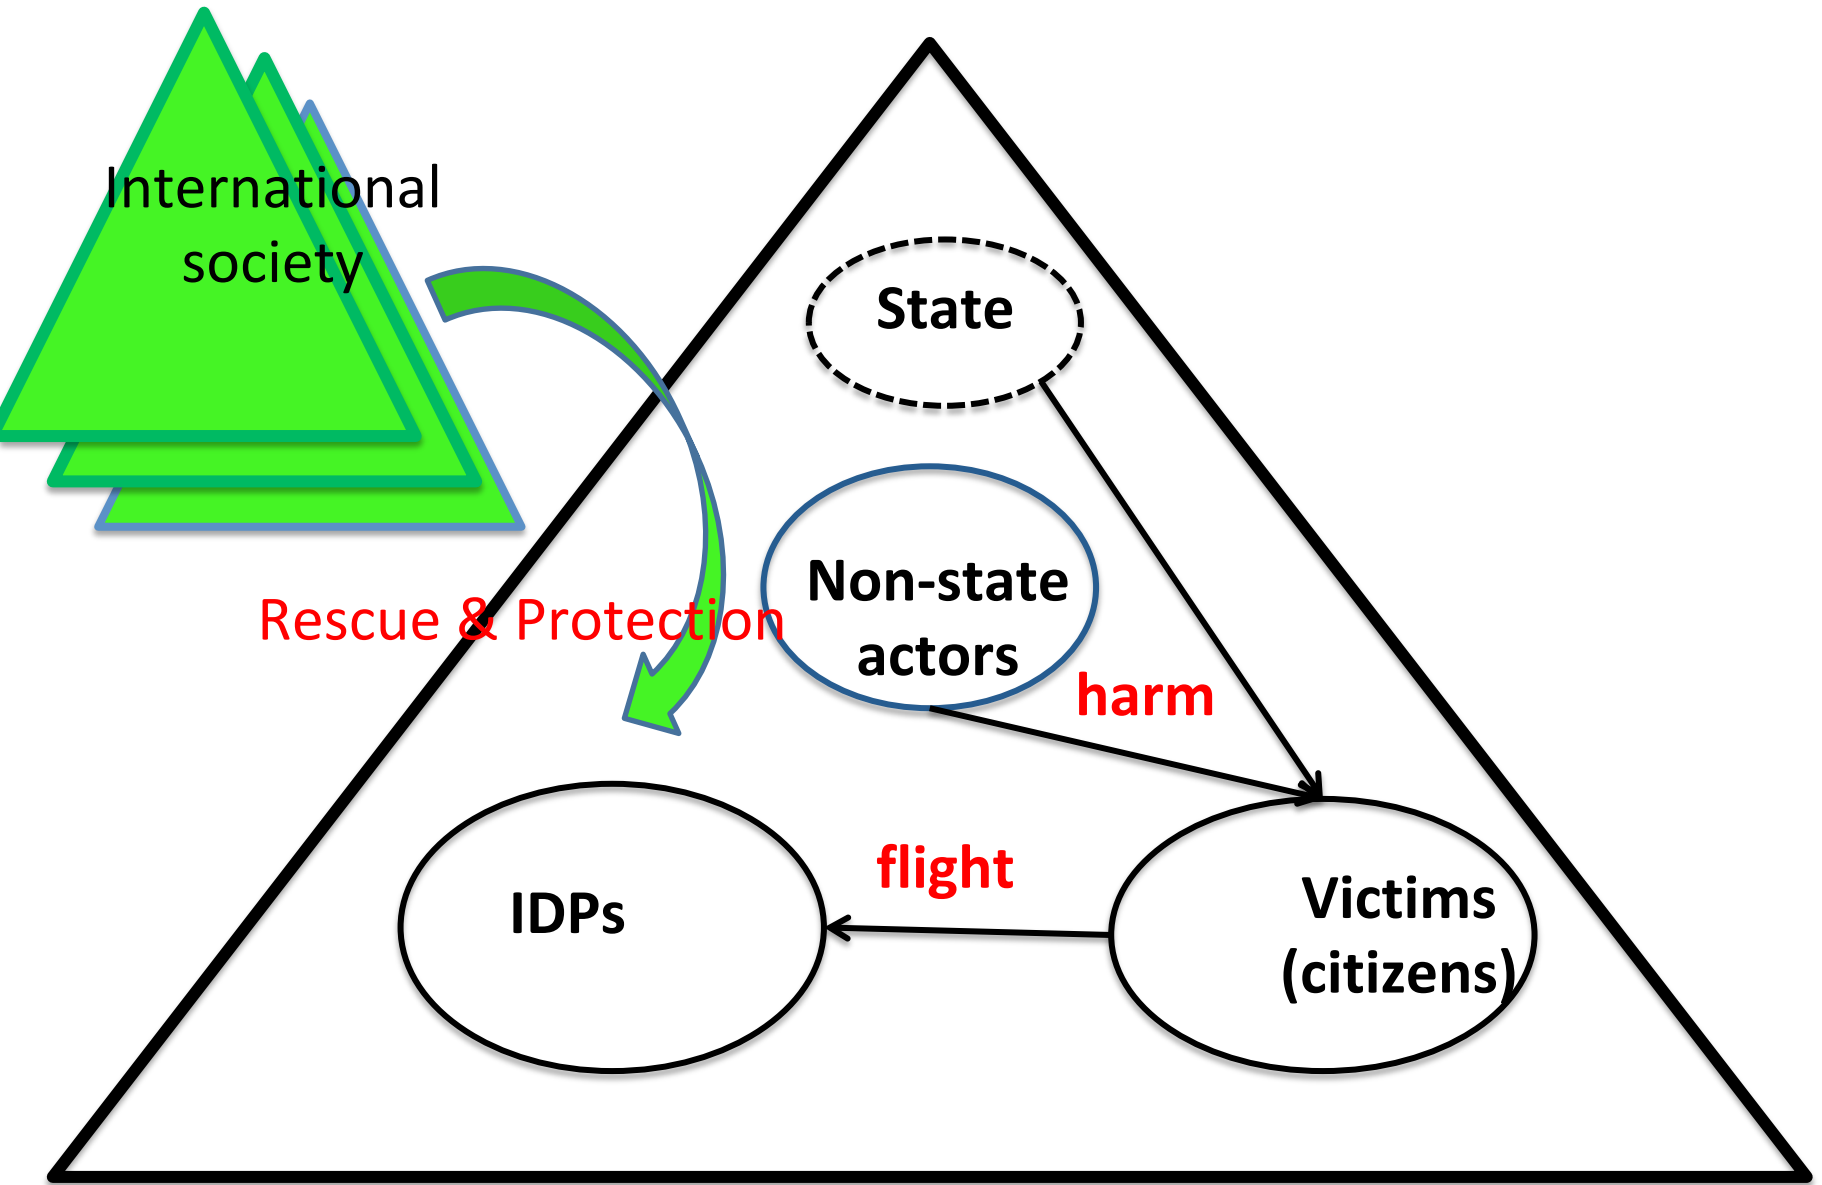 International
society
State
Non-state
actors
Rescue & Protection
harm
flight
IDPs
Victims
(citizens)